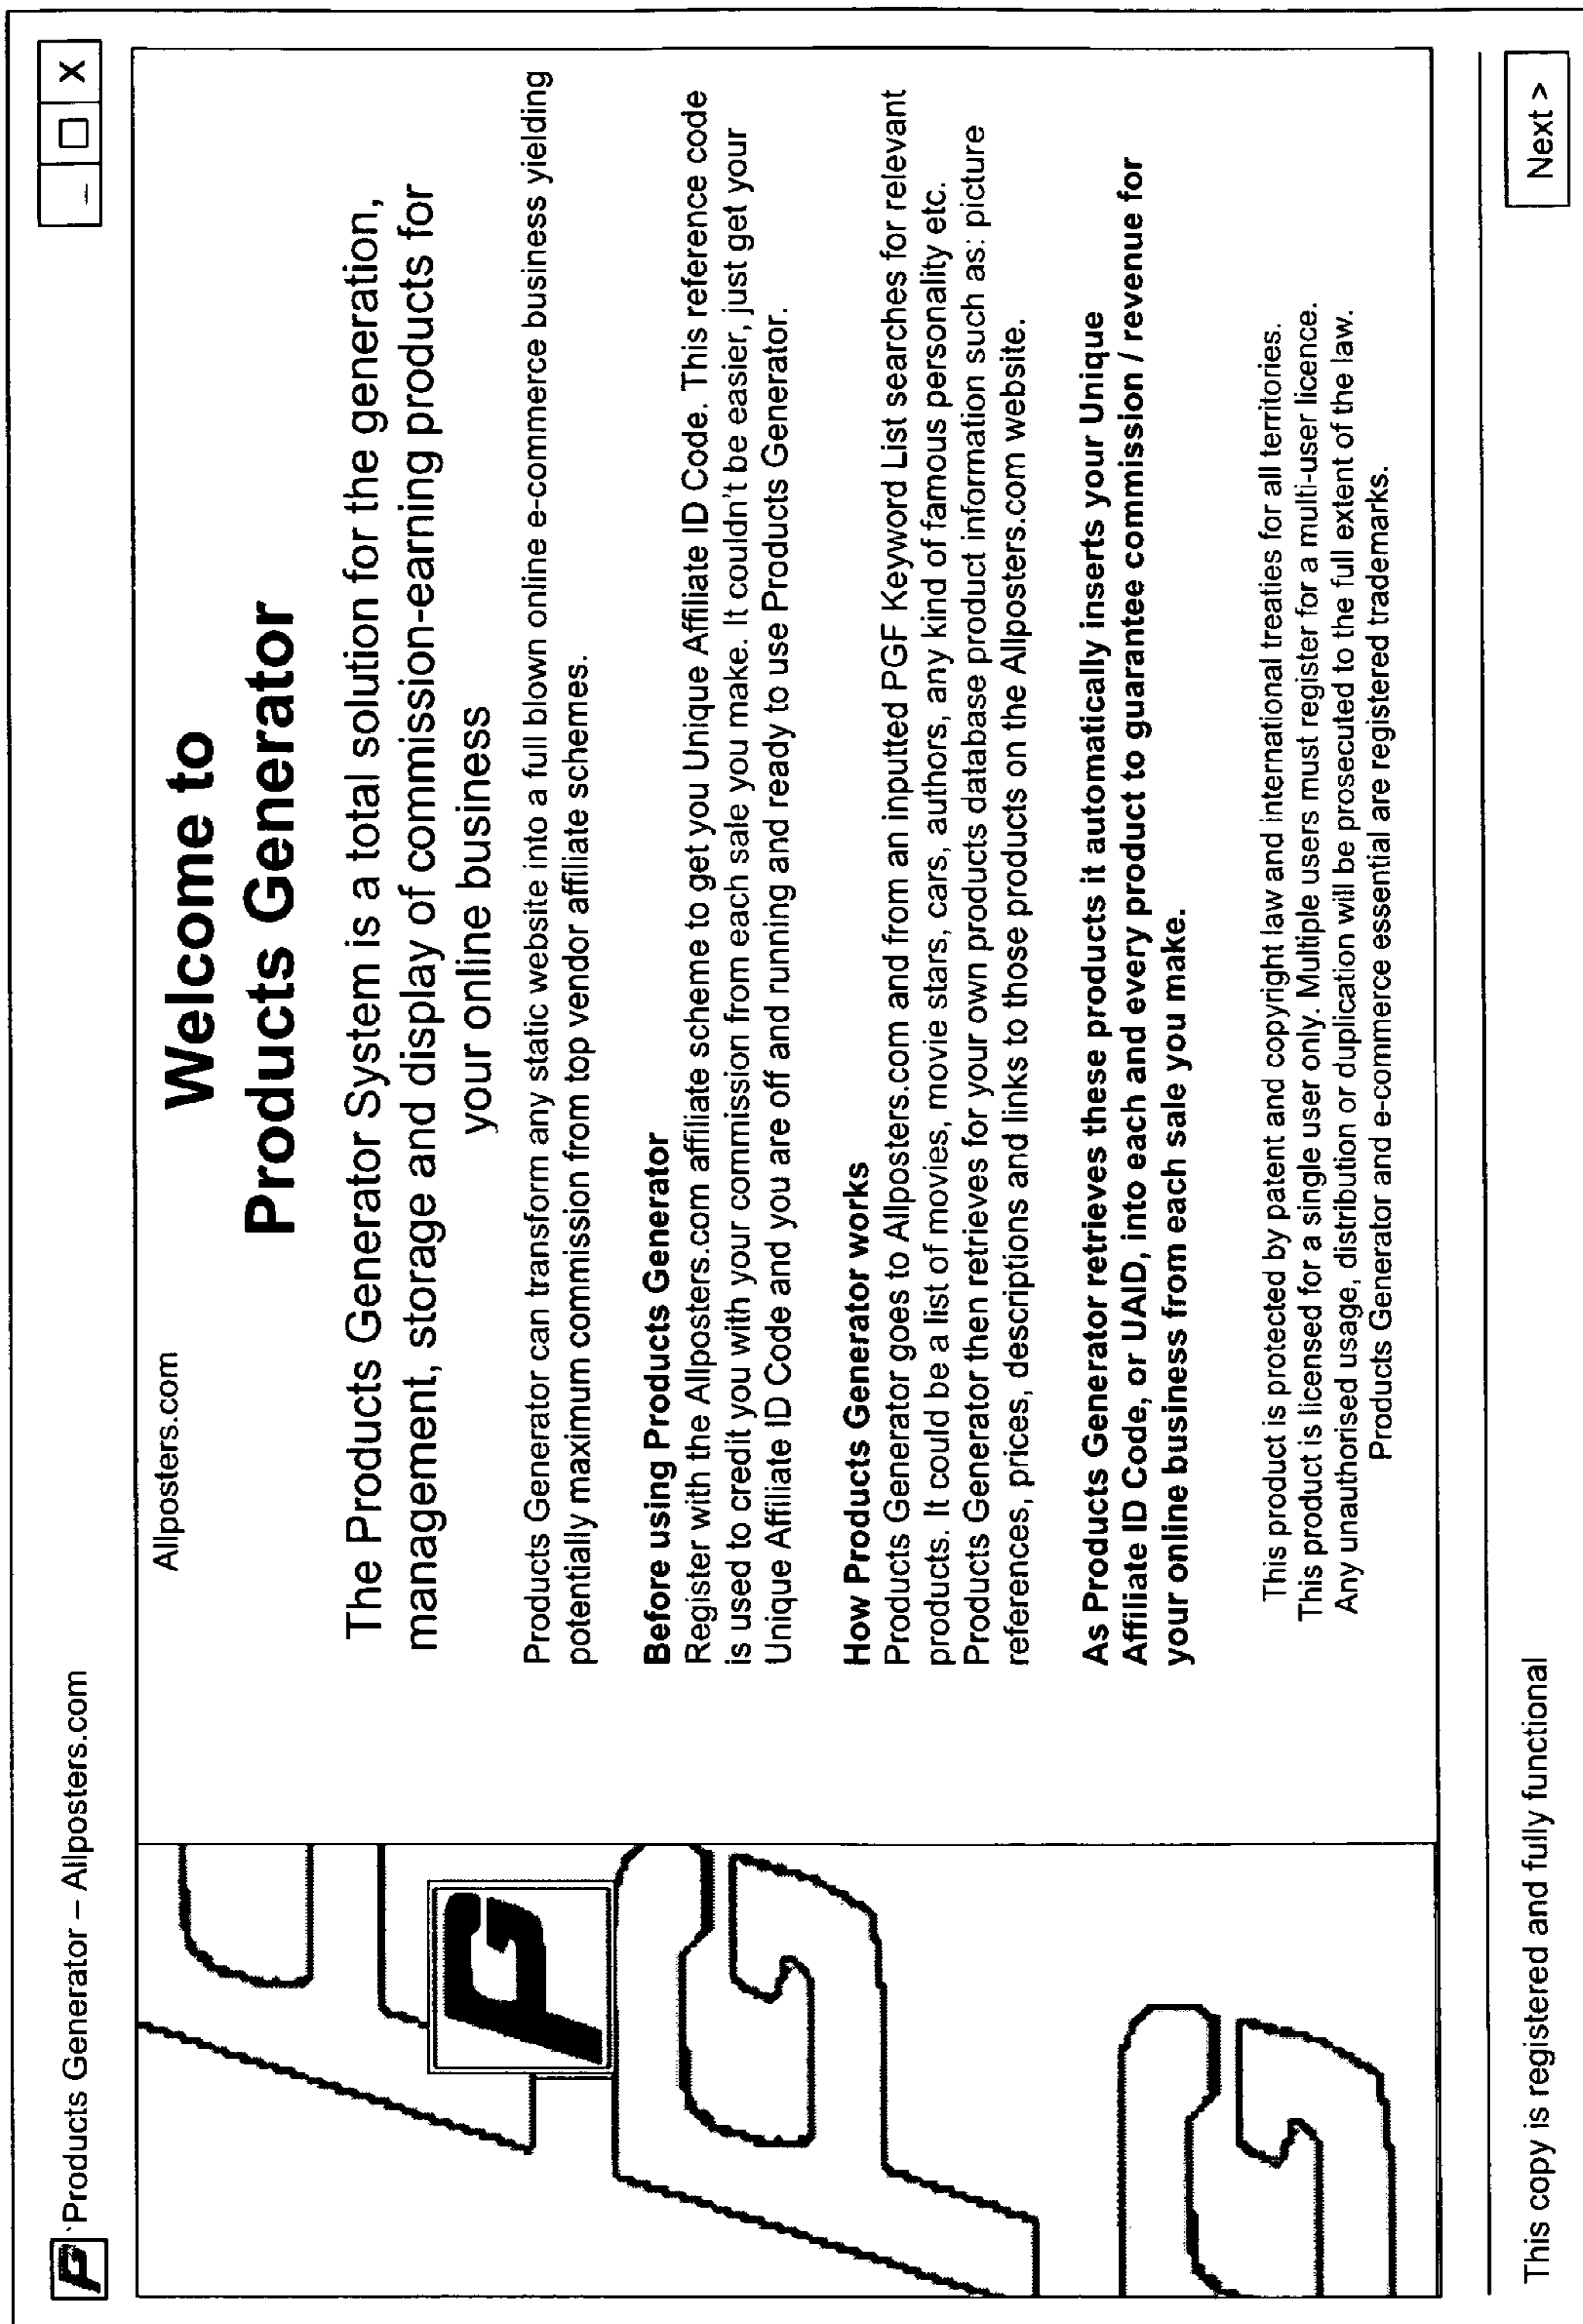 Products Generator – Allposters.com
Allposters.com
Welcome to
Products Generator
The Products Generator System is a total solution for the generation,
management, storage and display of commission-earning products for
your online business
Products Generator can transform any static website into a full blown online e-commerce business yielding
potentially maximum commission from top vendor affiliate schemes.
Before using Products Generator
Register with the Allposters.com affiliate scheme to get you Unique Affiliate ID Code. This reference code
is used to credit you with your commission from each sale you make. It couldn't be easier, just get your
Unique Affiliate ID Code and you are off and running and ready to use Products Generator.
How Products Generator works
Products Generator goes to Allposters.com and from an inputted PGF Keyword List searches for relevant
products. It could be a list of movies, movie stars, cars, authors, any kind of famous personality etc.
Products Generator then retrieves for your own products database product information such as: picture
references, prices, descriptions and links to those products on the Allposters.com website.
As Products Generator retrieves these products it automatically inserts your Unique
Affiliate ID Code, or UAID, into each and every product to guarantee commission / revenue for
your online business from each sale you make.
This product is protected by patent and copyright law and international treaties for all territories.
This product is licensed for a single user only. Multiple users must register for a multi-user licence.
Any unauthorised usage, distribution or duplication will be prosecuted to the full extent of the law.
Products Generator and e-commerce essential are registered trademarks.
This copy is registered and fully functional
Next >